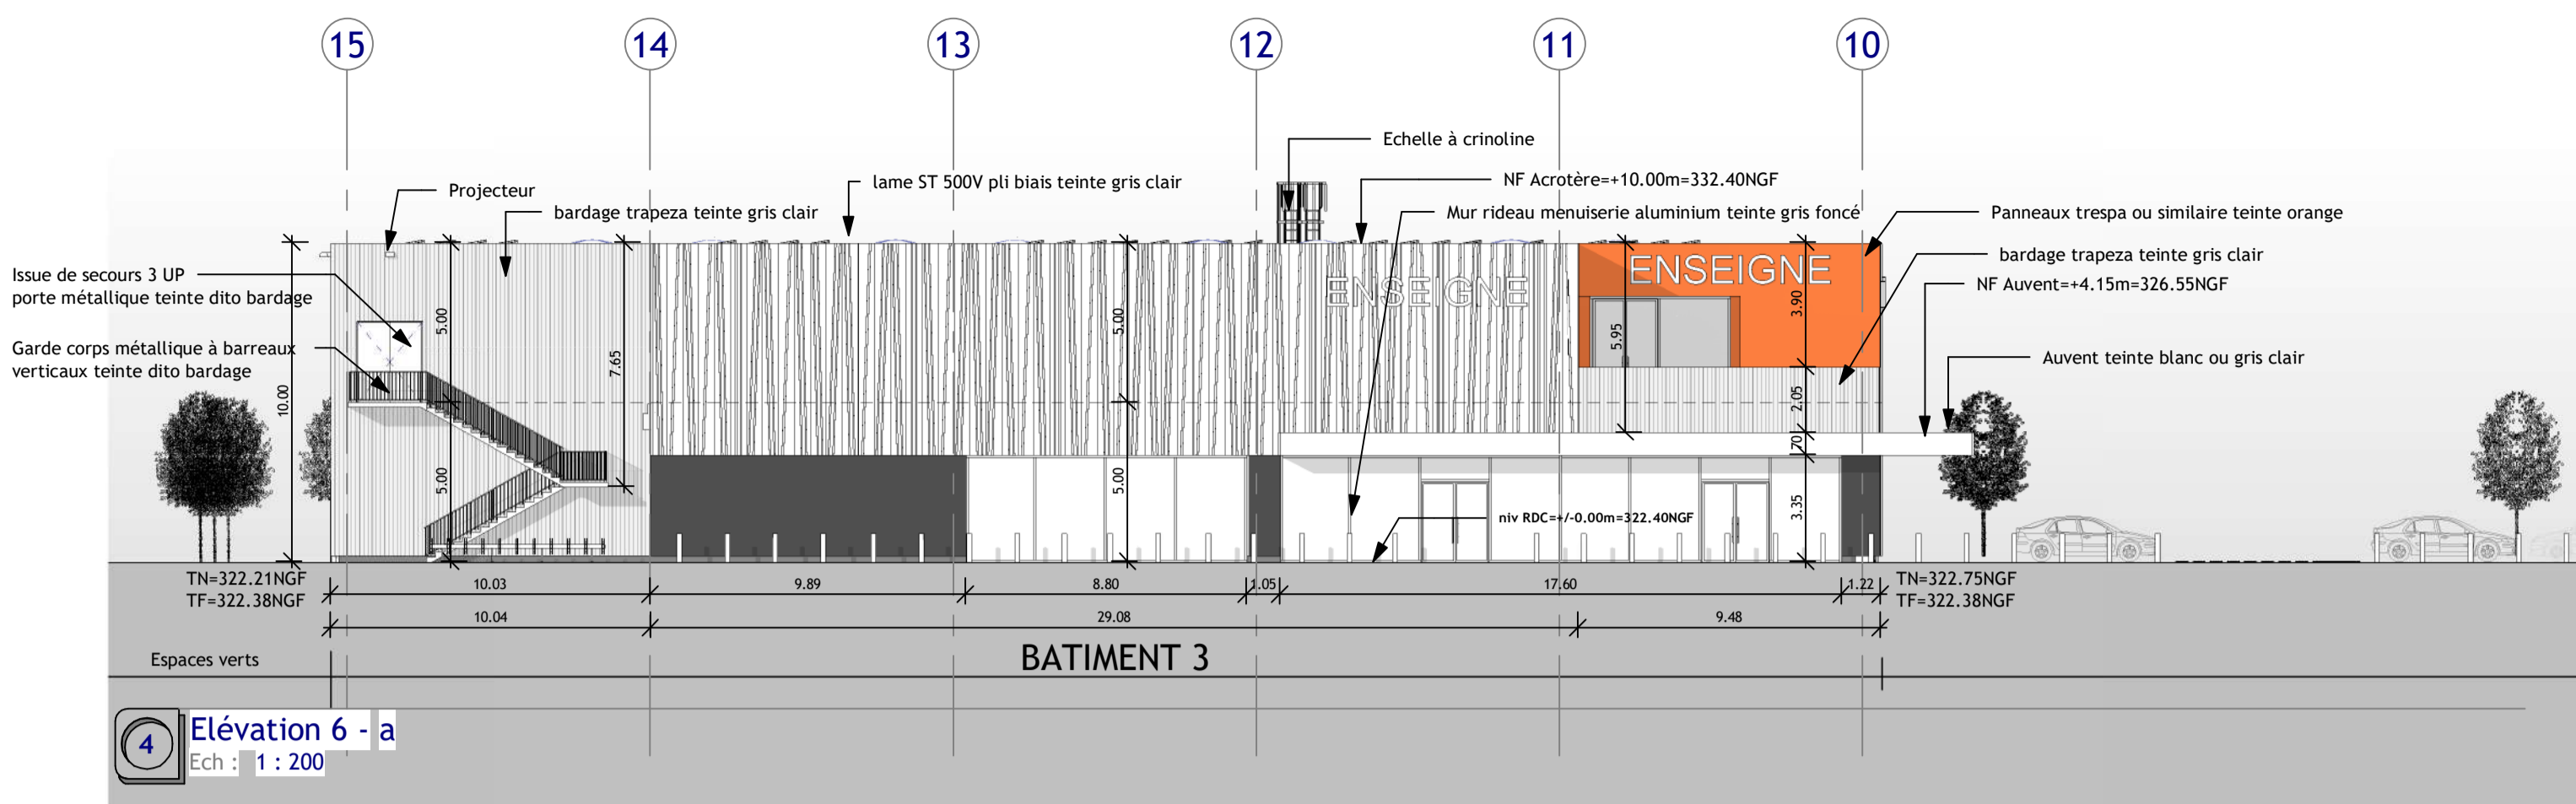 15
14
13
12
11
10
Echelle à crinoline
Projecteur
lame ST 500V pli biais teinte gris clair
NF Acrotère=+10.00m=332.40NGF
bardage trapeza teinte gris clair
Mur rideau menuiserie aluminium teinte gris foncé
Panneaux trespa ou similaire teinte orange
bardage trapeza teinte gris clair
Issue de secours 3 UP
porte métallique teinte dito bardage
NF Auvent=+4.15m=326.55NGF
ENSEIGNE
ENSEIGNE
Garde corps métallique à barreaux
verticaux teinte dito bardage
Auvent teinte blanc ou gris clair
10.00
5.00
5.00
7.65
5.00
5.00
5.95
3.90
2.05
70
3.35
niv RDC=+/-0.00m=322.40NGF
TN=322.21NGF
TF=322.38NGF
10.03
9.89
8.80
1.05
17.60
1.22
TN=322.75NGF
TF=322.38NGF
10.04
29.08
9.48
Espaces verts
BATIMENT 3
4
Elévation 6 - a
Ech : 1 : 200